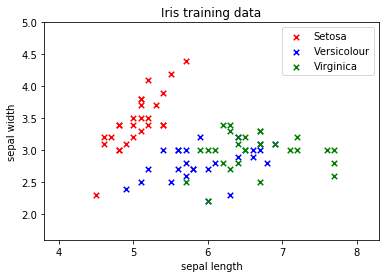 Iris training data
Setosa
Versicolour
Virginica
sepal width
5.0
4.5
4.0
3.5
3.0
2.5
2.0
4 5 6 7 8
sepal length